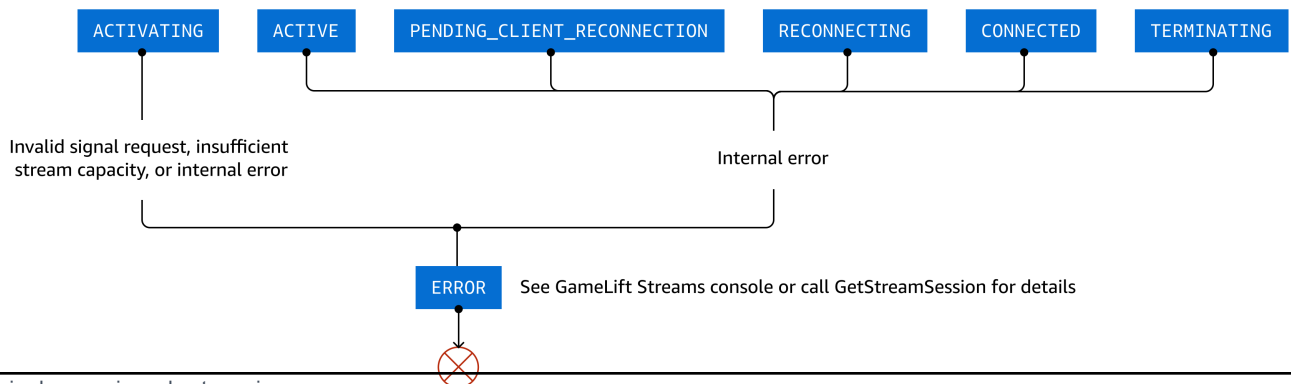 ACTIVATING ACTIVE PENDING_CLIENT_RECONNECTION RECONNECTING CONNECTED TERMINATING
Invalid signal request, insufficient
stream capacity, or internal error
Internal error
ERROR See GameLift Streams console or call GetStreamSession for details